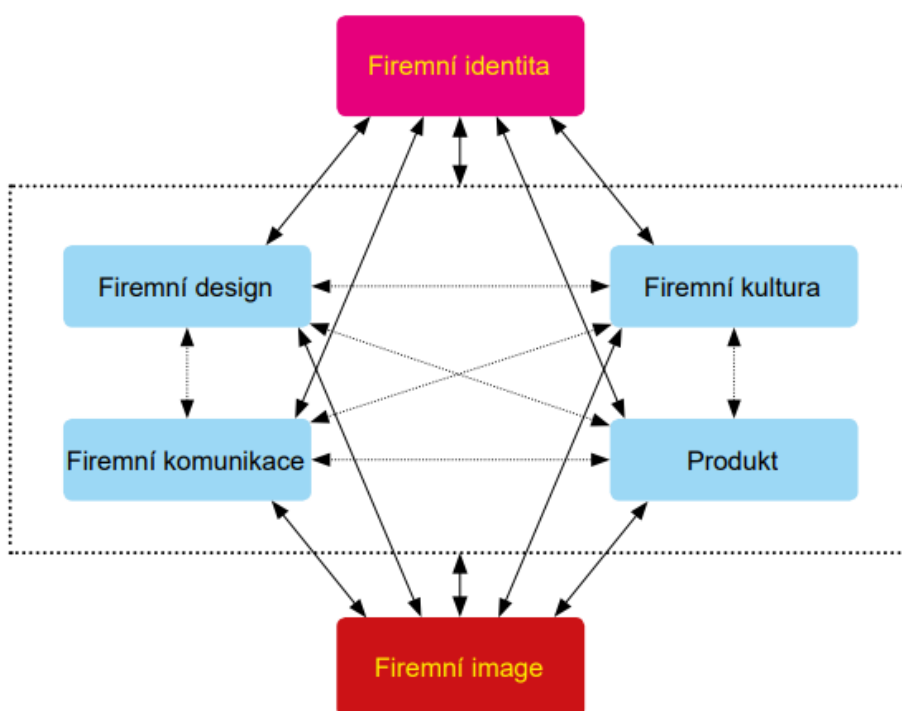 Firemní identita
Firemní design
Firemní kultura
Firemní komunikace
Produkt
Firemní image